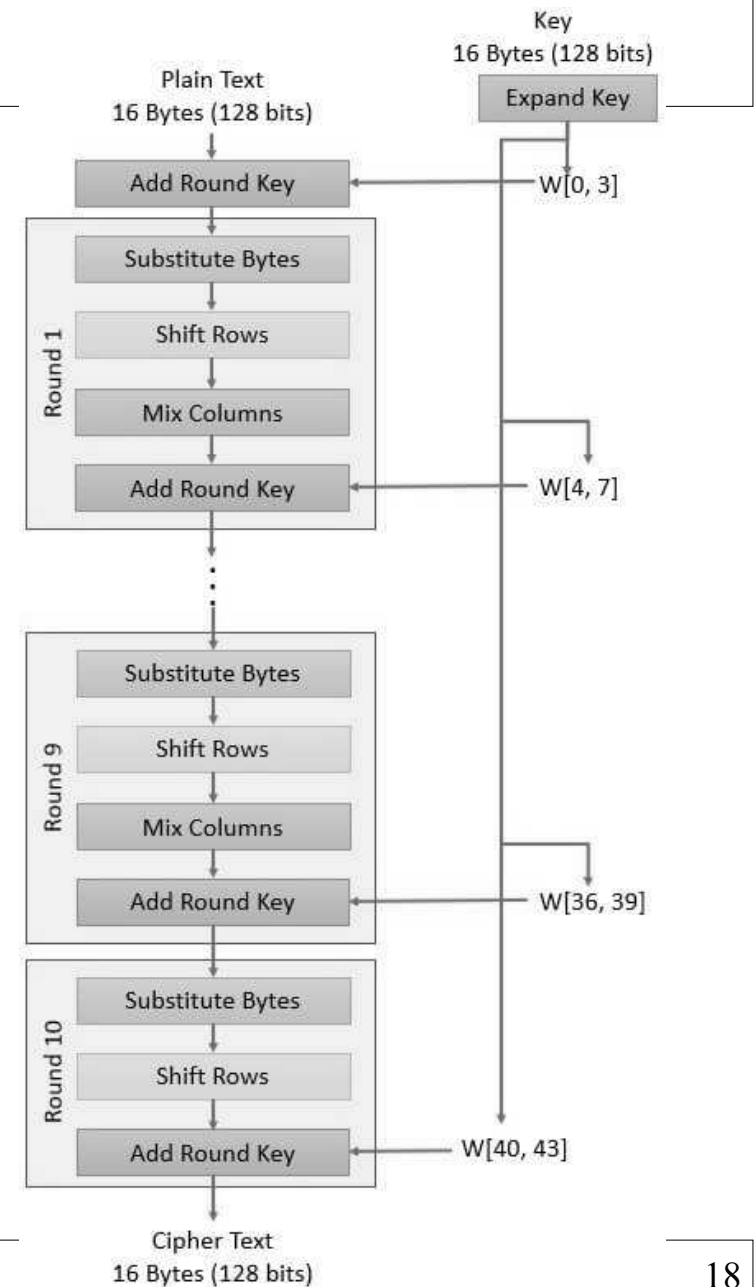 Key
16 Bytes (128 bits)
Expand Key
Plain Text
16 Bytes (128 bits)
Add Round Key
W[0, 3]
Round 1
Substitute Bytes
Shift Rows
Mix Columns
Add Round Key
W[4, 7]
Round 9
Substitute Bytes
Shift Rows
Mix Columns
Add Round Key
W[36, 39]
Round 10
Substitute Bytes
Shift Rows
Add Round Key
W[40, 43]
Cipher Text
16 Bytes (128 bits)
18